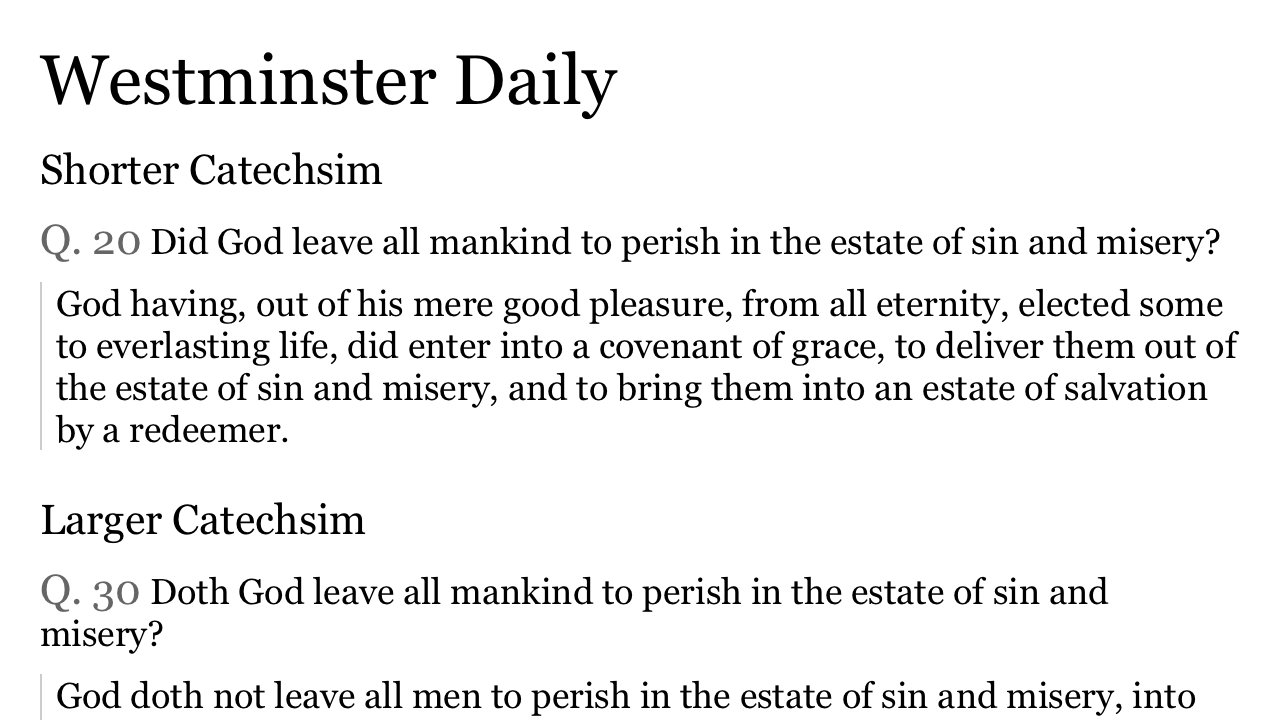 Westminster Daily
Shorter Catechsim
Q. 20 Did God leave all mankind to perish in the estate of sin and misery?
God having, out of his mere good pleasure, from all eternity, elected some
to everlasting life, did enter into a covenant of grace, to deliver them out of
the estate of sin and misery, and to bring them into an estate of salvation
by a redeemer.
Larger Catechsim
Q. 30 Doth God leave all mankind to perish in the estate of sin and
misery?
God doth not leave all men to perish in the estate of sin and misery, into